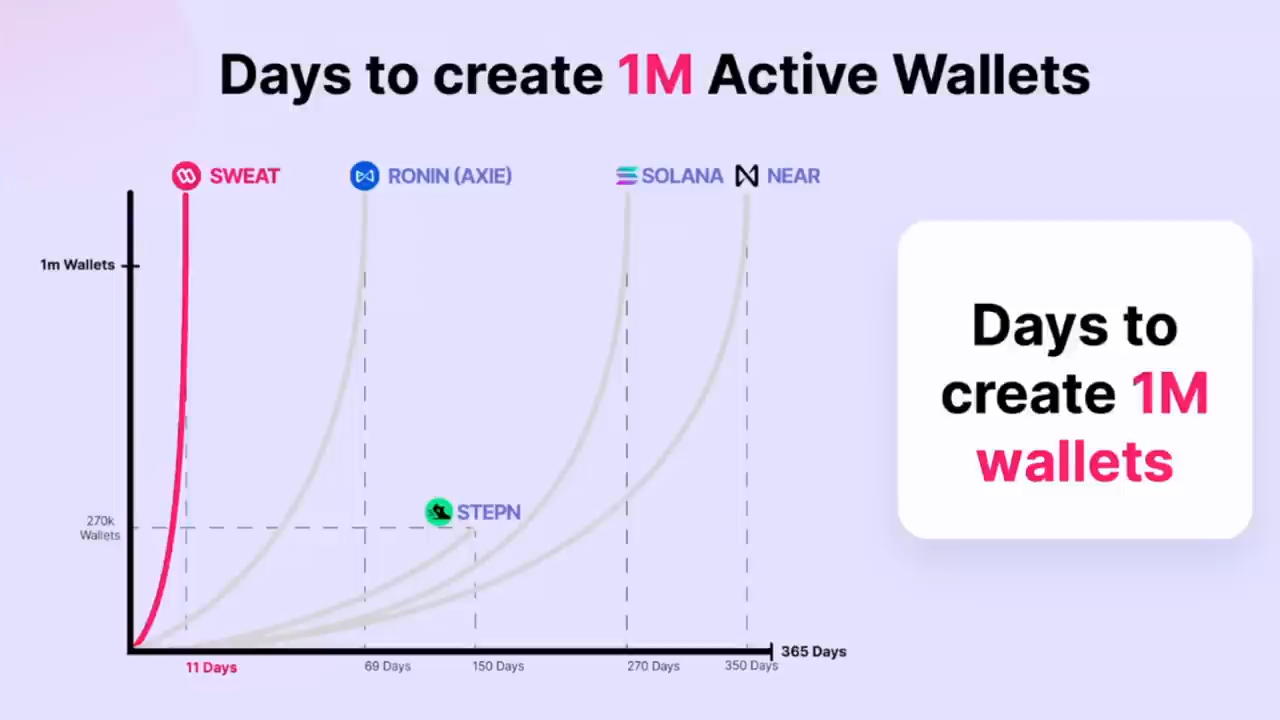 Days to create 1M Active Wallets
SWEAT
RONIN (AXIE)
SOLANA
NEAR
1m Wallets
Days to
create 1M
wallets
STEPN
270k
Wallets
365 Days
11 Days
69 Days
150 Days
270 Days
350 Days